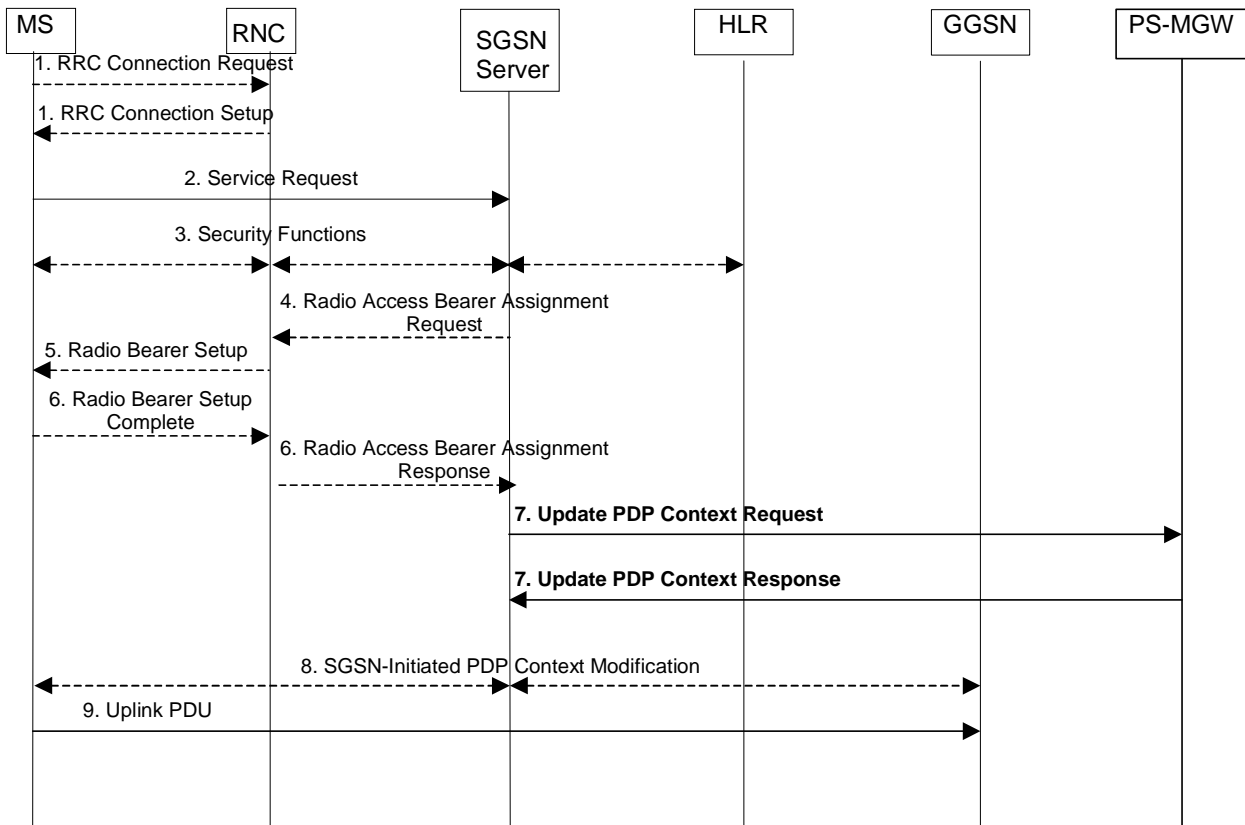 MS
RNC
SGSN
Server
HLR
GGSN
PS-MGW
1. RRC Connection Request
1. RRC Connection Setup
2. Service Request
3. Security Functions
4. Radio Access Bearer Assignment
Request
5. Radio Bearer Setup
6. Radio Bearer Setup
Complete
6. Radio Access Bearer Assignment
Response
7. Update PDP Context Request
7. Update PDP Context Response
8. SGSN-Initiated PDP Context Modification
9. Uplink PDU